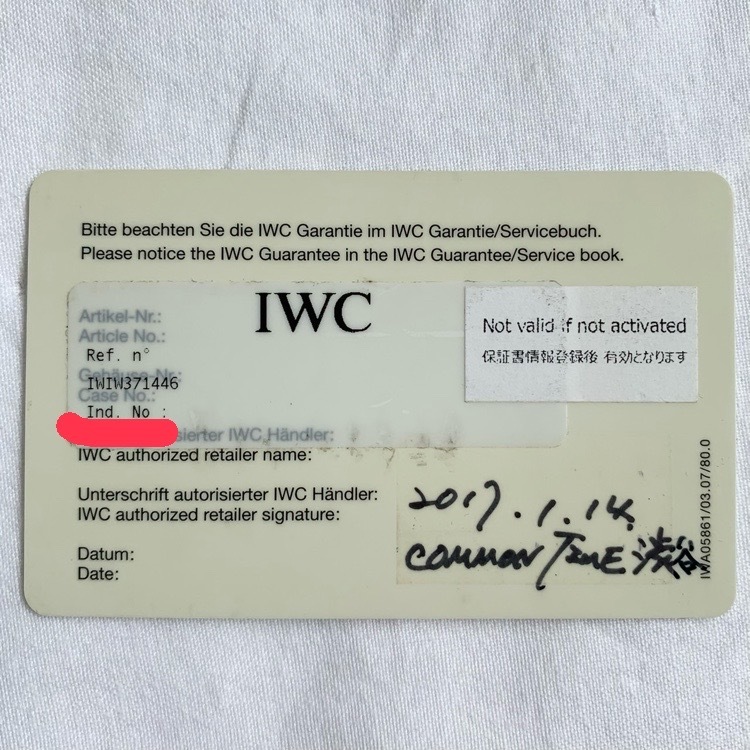 Bitte beachten Sie die IWC Garantie im IWC Garantie/Servicebuch.
Please notice the IWC Guarantee in the IWC Guarantee/Service book.
Artikel-Nr.:
Article No.:
IWC
Ref. n°
Gehäuse-Nr.:
IWIW371446
Case No.:
Ind. No :
Not valid if not activated
保証書情報登録後 有効となります
sierter IWC Händler:
IWC authorized retailer name:
Unterschrift autorisierter IWC Händler:
IWC authorized retailer signature:
2017.1.14.
COMMON TIME 渋谷
Datum:
Date:
IWA05861/03.07/80.0